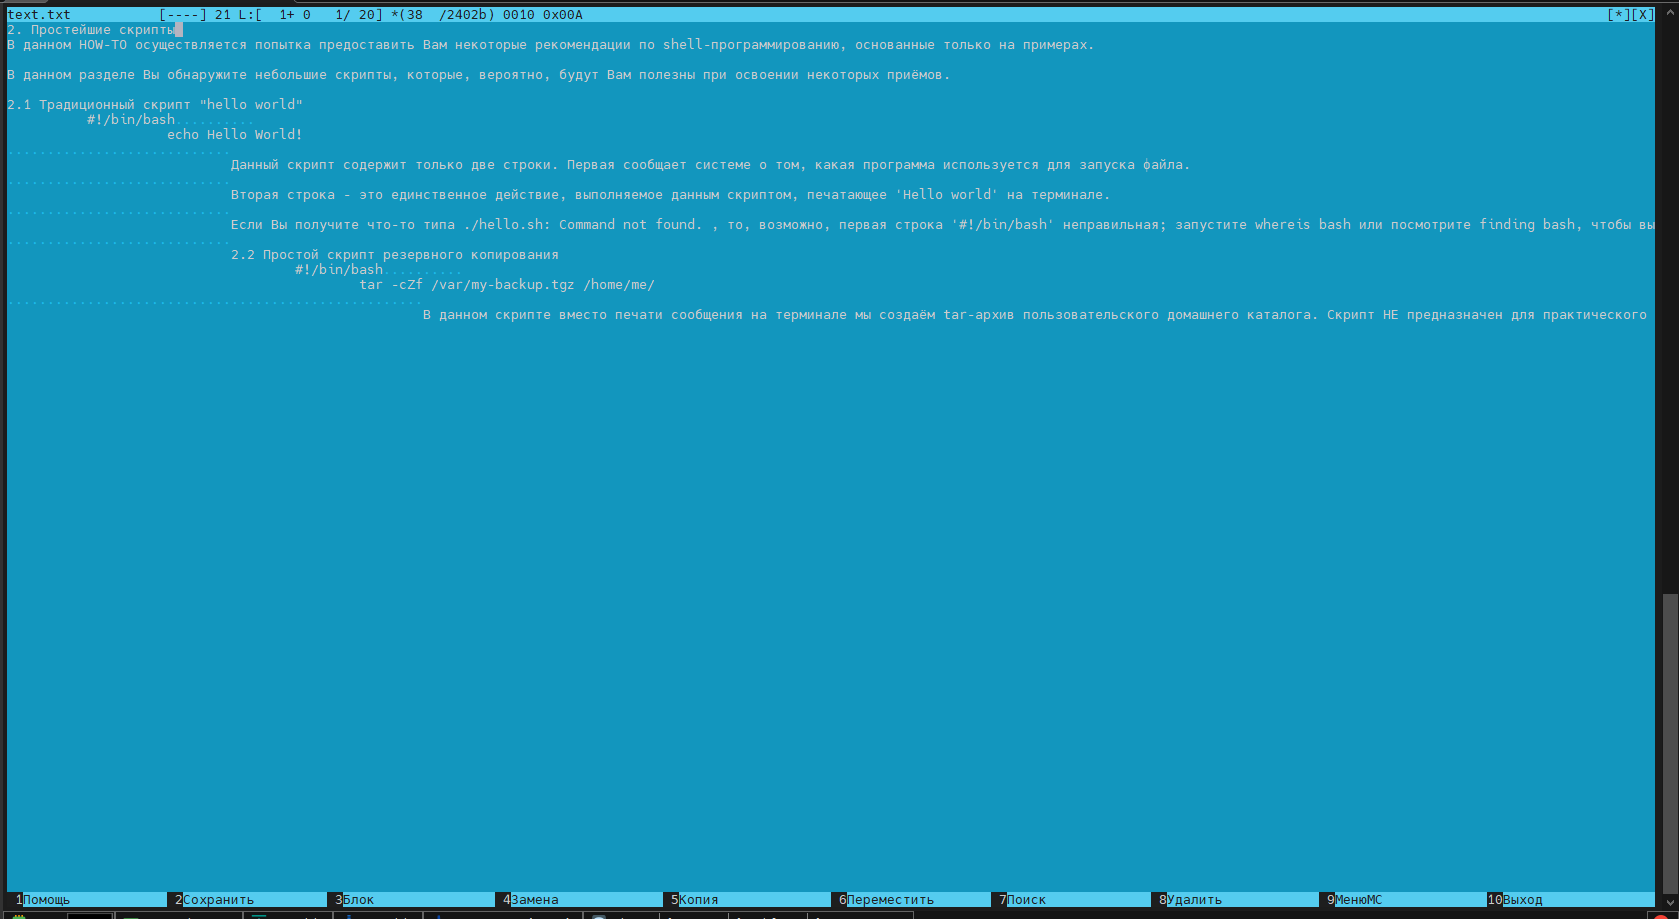 text.txt [----] 21 L:[ 1+ 0 1/ 20] *(38 /2402b) 0010 0x00A [*][X]
2. Простейшие скрипты
В данном HOW-TO осуществляется попытка предоставить Вам некоторые рекомендации по shell-программированию, основанные только на примерах.
В данном разделе Вы обнаружите небольшие скрипты, которые, вероятно, будут Вам полезны при освоении некоторых приёмов.
2.1 Традиционный скрипт "hello world"
#!/bin/bash..........
echo Hello World!
............................
Данный скрипт содержит только две строки. Первая сообщает системе о том, какая программа используется для запуска файла.
............................
Вторая строка - это единственное действие, выполняемое данным скриптом, печатающее 'Hello world' на терминале.
............................
Если Вы получите что-то типа ./hello.sh: Command not found. , то, возможно, первая строка '#!/bin/bash' неправильная; запустите whereis bash или посмотрите finding bash, чтобы вы
............................
2.2 Простой скрипт резервного копирования
#!/bin/bash..........
tar -cZf /var/my-backup.tgz /home/me/
....................................................
В данном скрипте вместо печати сообщения на терминале мы создаём tar-архив пользовательского домашнего каталога. Скрипт НЕ предназначен для практического
1Помощь 2Сохранить 3Блок 4Замена 5Копия 6Переместить 7Поиск 8Удалить 9МенюМС 10Выход